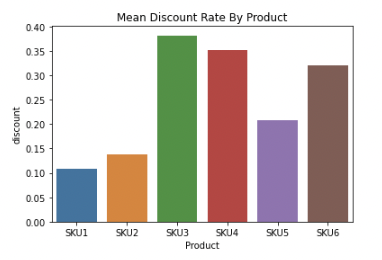 Mean Discount Rate By Product
0.40
0.35
0.30
0.25
0.20
0.15
0.10
0.05
0.00
discount
SKU1 SKU2 SKU3 SKU4 SKU5 SKU6
Product